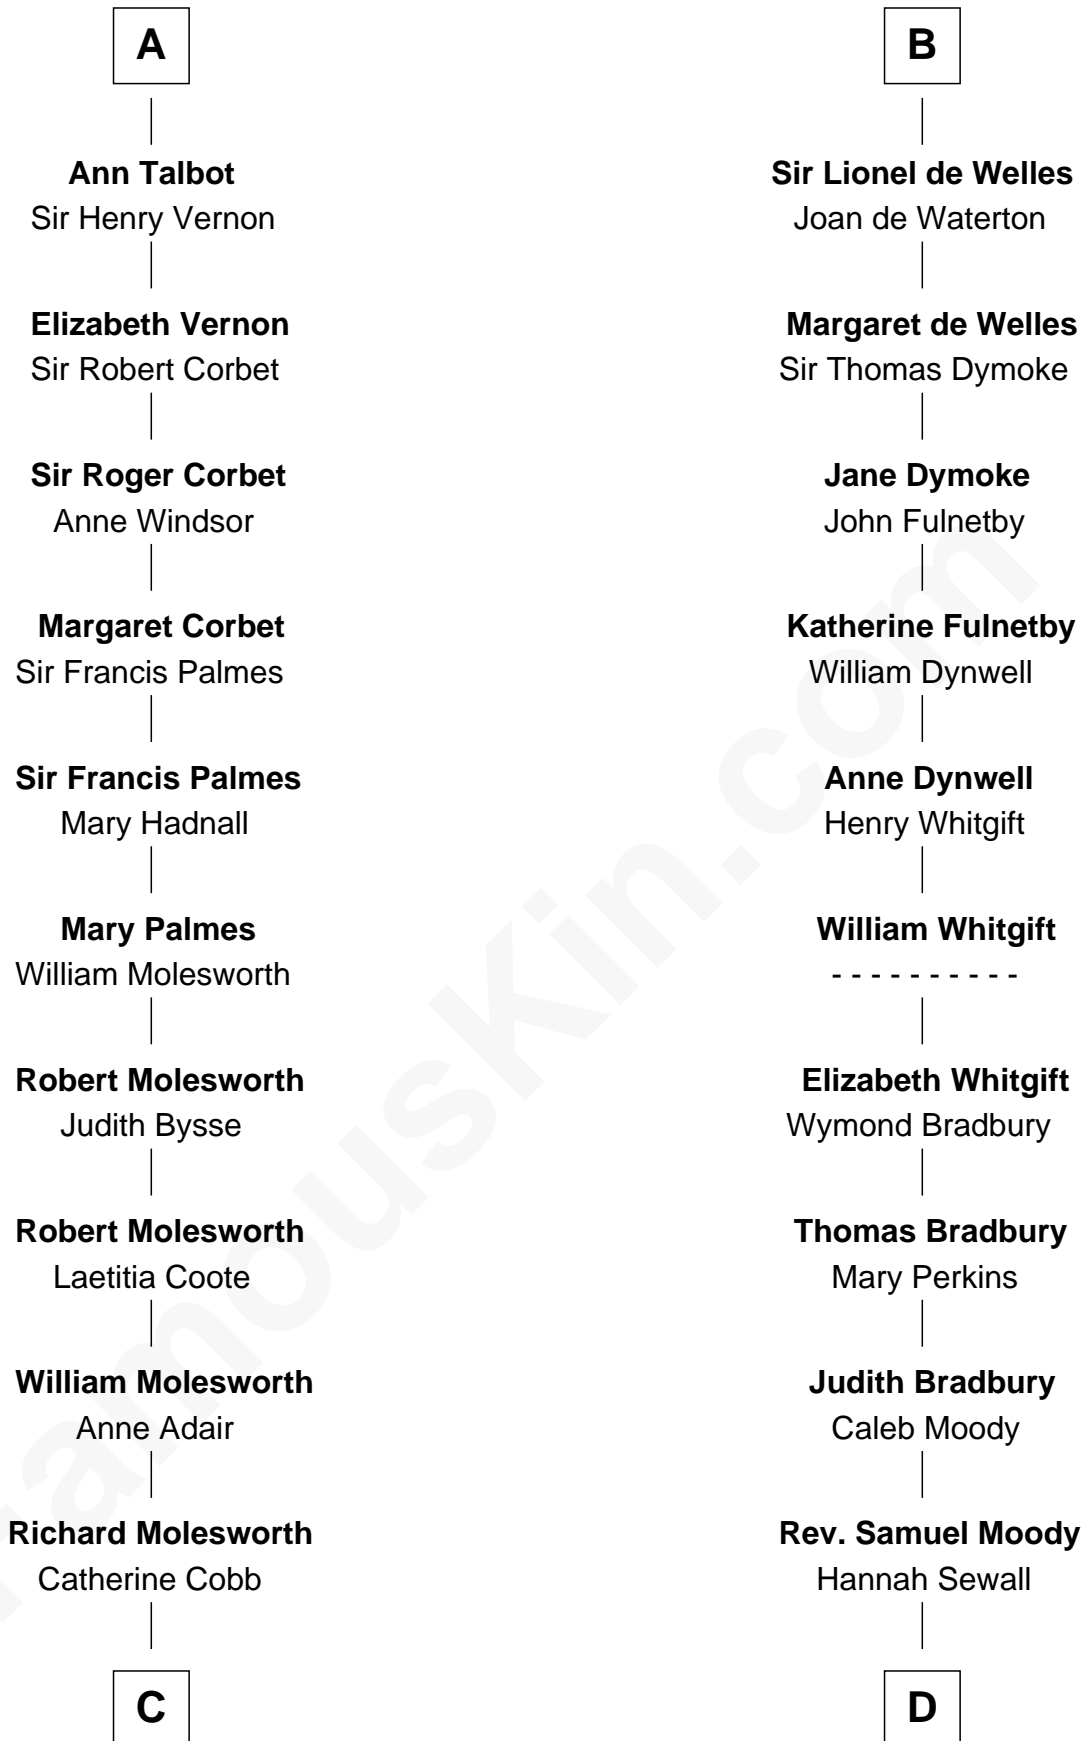 A
Ann Talbot
Sir Henry Vernon
Elizabeth Vernon
Sir Robert Corbet
Sir Roger Corbet
Anne Windsor
Margaret Corbet
Sir Francis Palmes
Sir Francis Palmes
Mary Hadnall
Mary Palmes
William Molesworth
Robert Molesworth
Judith Bysse
Robert Molesworth
Laetitia Coote
William Molesworth
Anne Adair
Richard Molesworth
Catherine Cobb
C
B
Sir Lionel de Welles
Joan de Waterton
Margaret de Welles
Sir Thomas Dymoke
Jane Dymoke
John Fulnetby
Katherine Fulnetby
William Dynwell
Anne Dynwell
Henry Whitgift
William Whitgift
- - - - - - - - - -
Elizabeth Whitgift
Wymond Bradbury
Thomas Bradbury
Mary Perkins
Judith Bradbury
Caleb Moody
Rev. Samuel Moody
Hannah Sewall
D
FamousKin.com